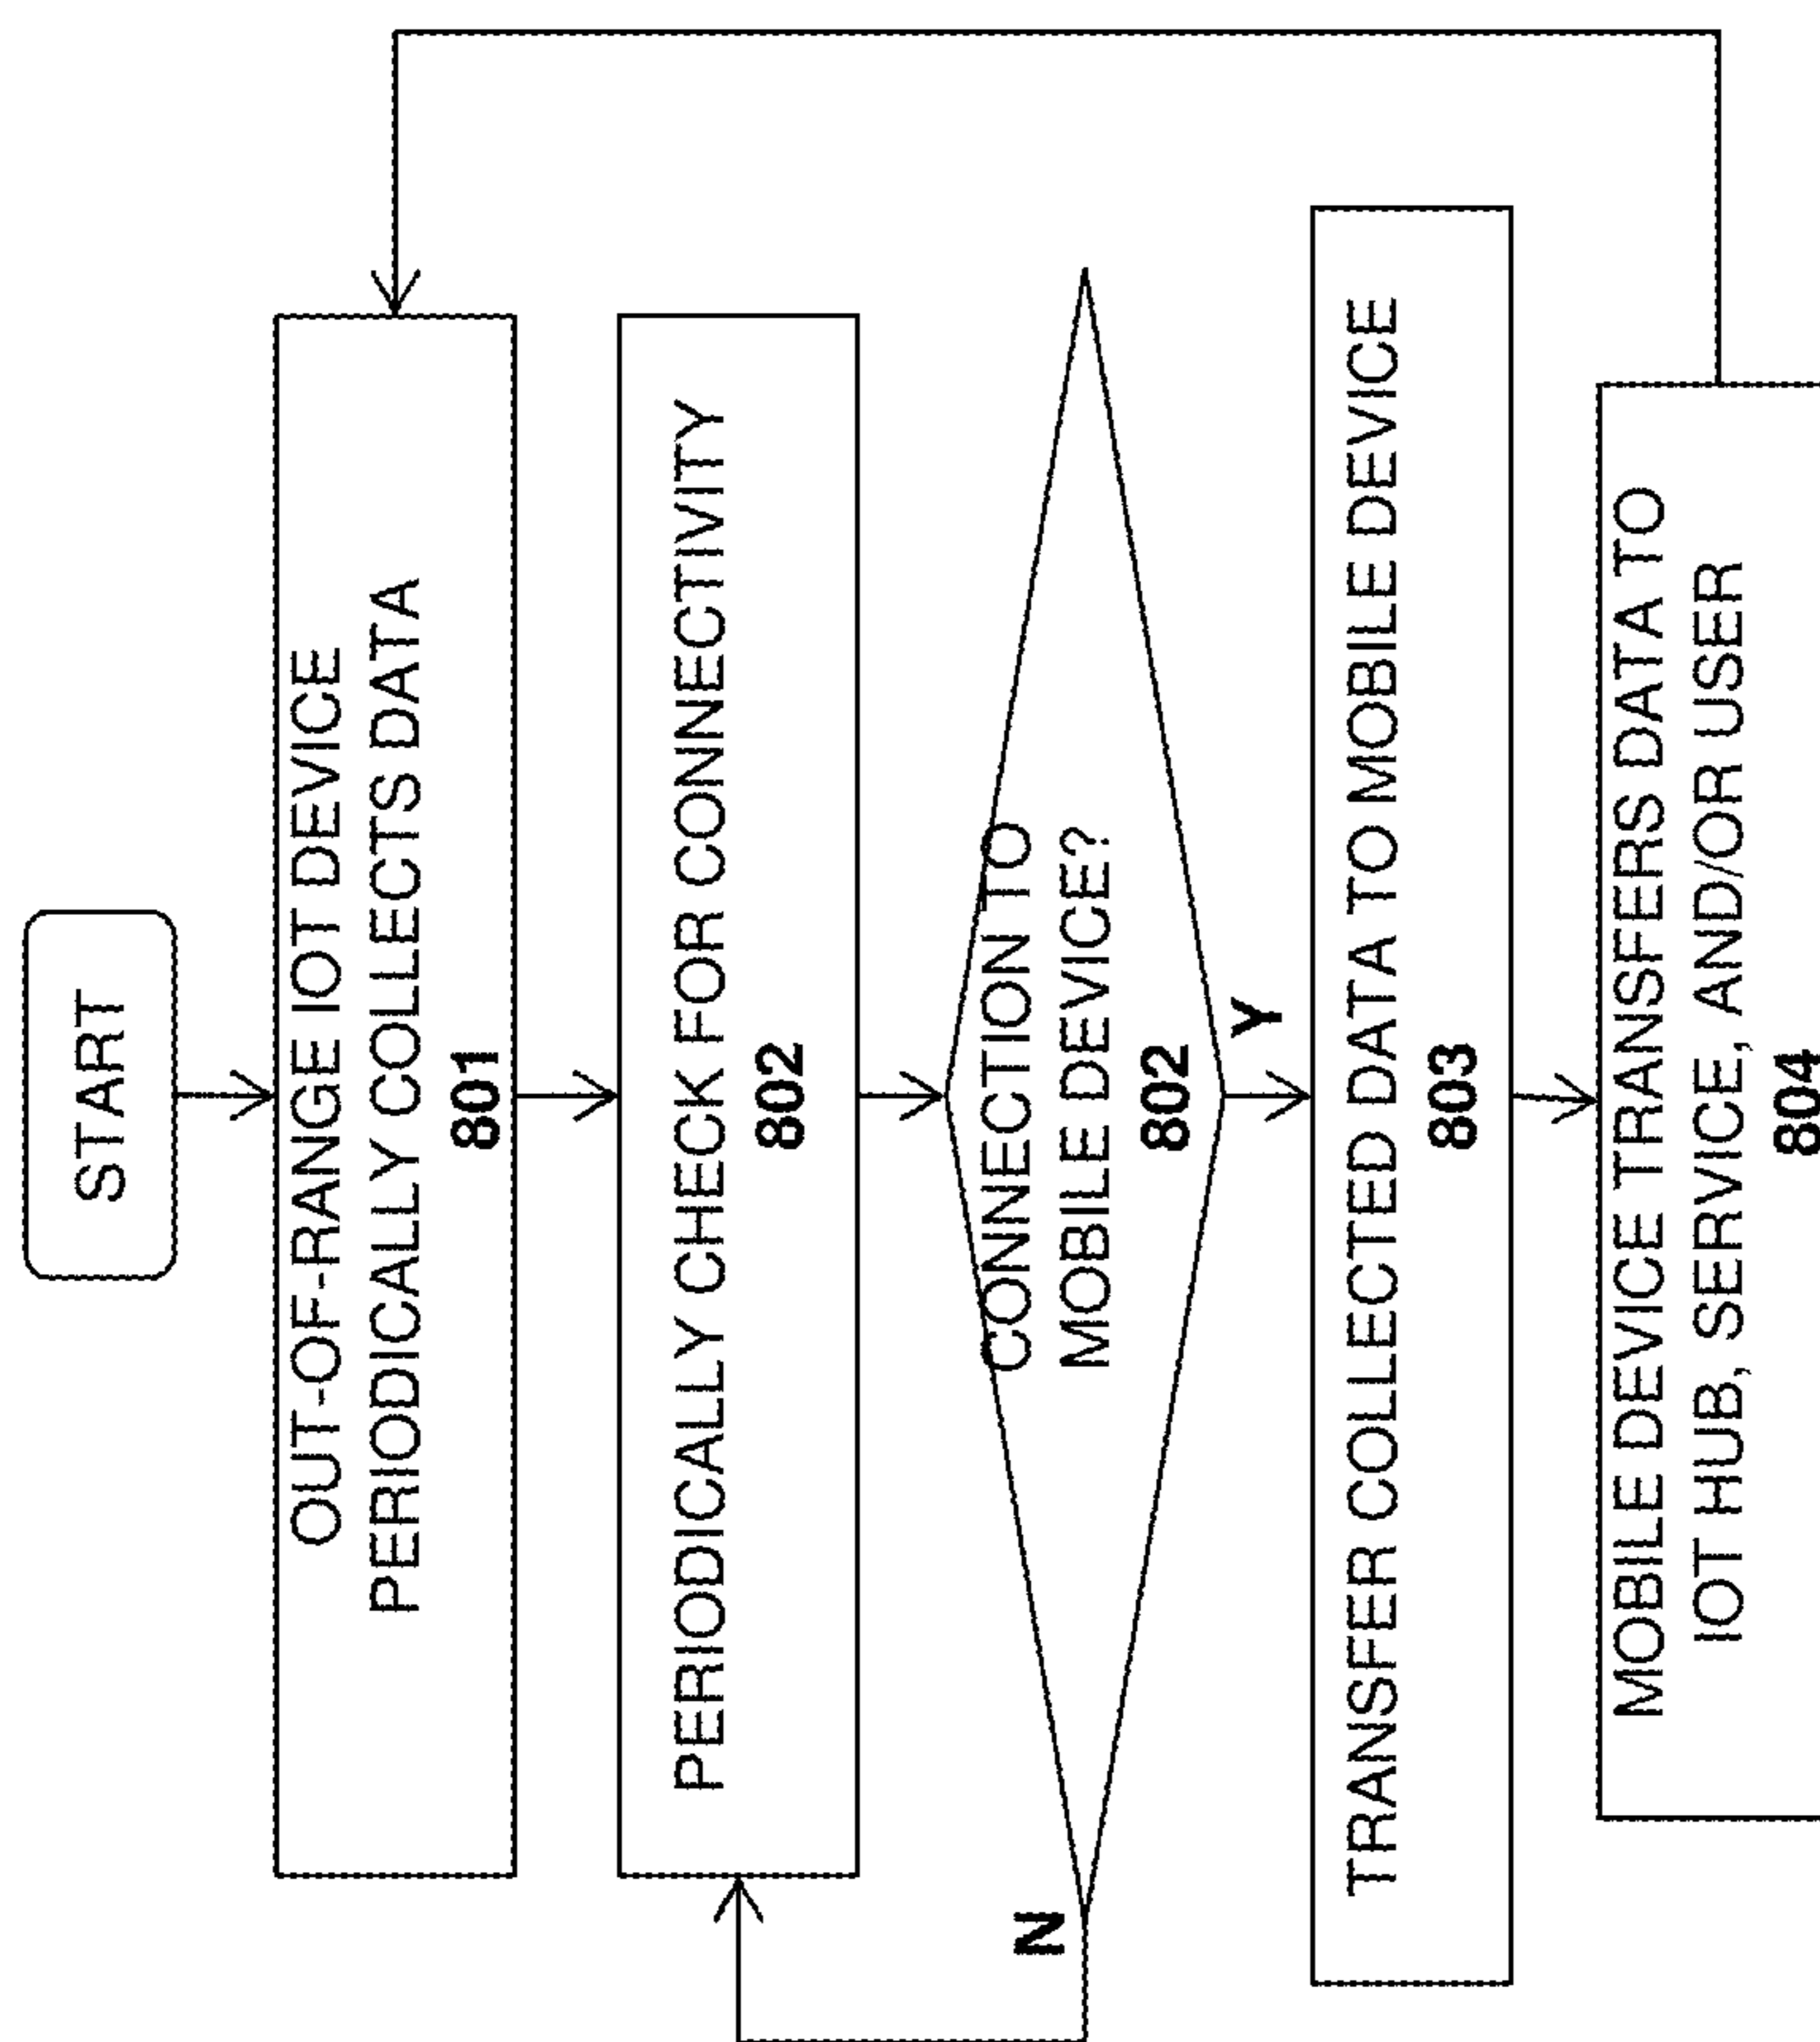 START
OUT-OF-RANGE IOT DEVICE
PERIODICALLY COLLECTS DATA
801
PERIODICALLY CHECK FOR CONNECTIVITY
802
CONNECTION TO
MOBILE DEVICE?
802
N
Y
TRANSFER COLLECTED DATA TO MOBILE DEVICE
803
MOBILE DEVICE TRANSFERS DATA TO
IOT HUB, SERVICE, AND/OR USER
804